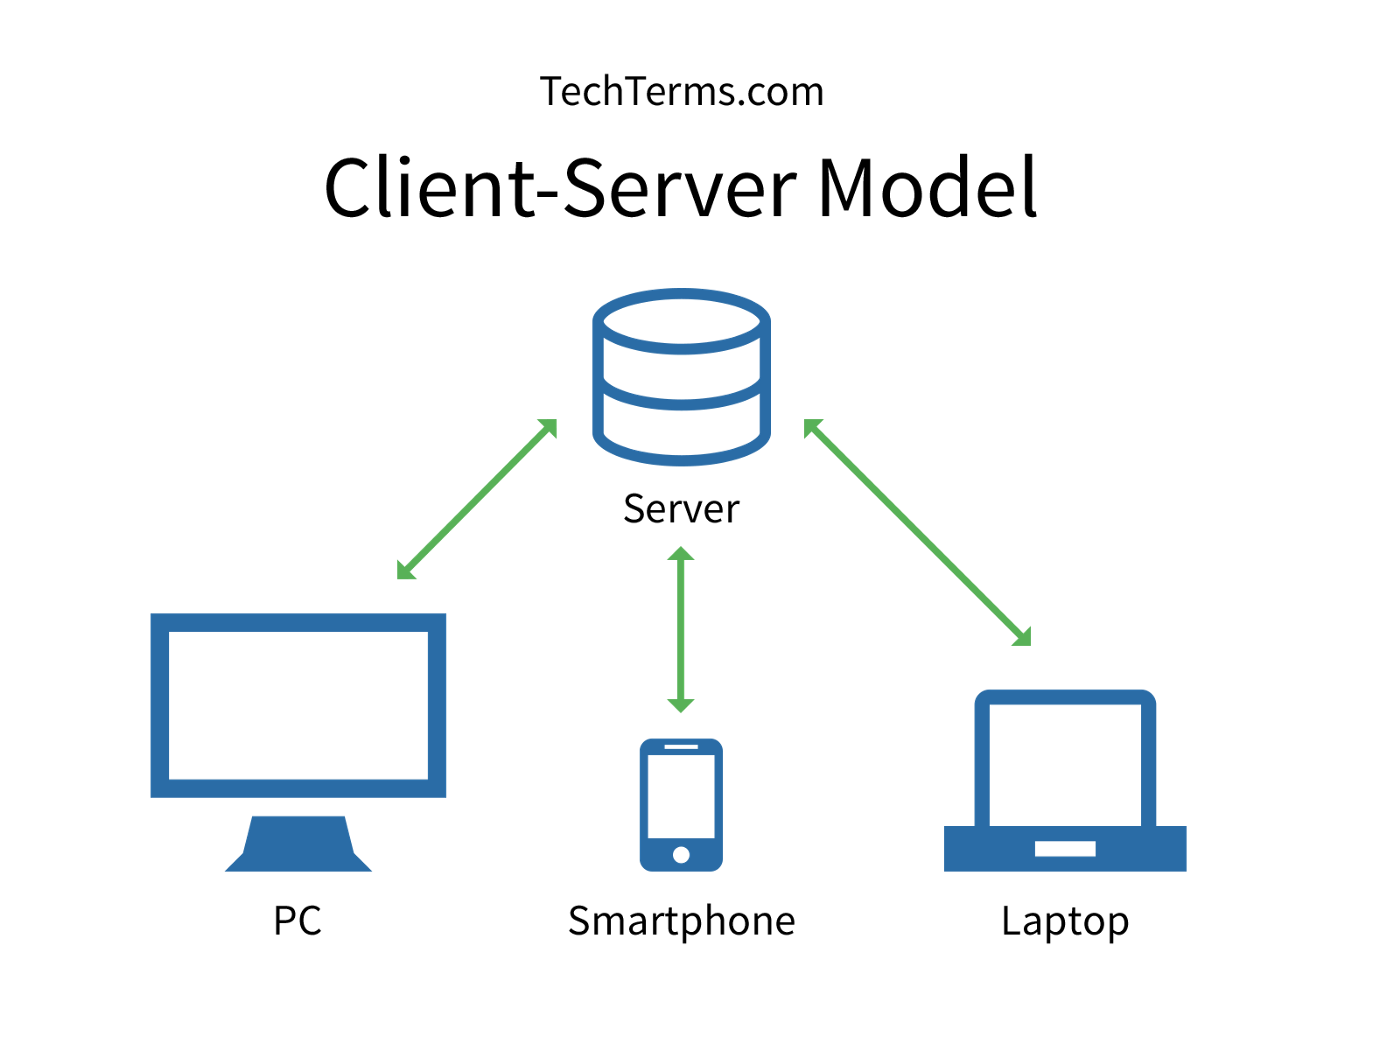 TechTerms.com
Client-Server Model
Server
PC
Smartphone
Laptop